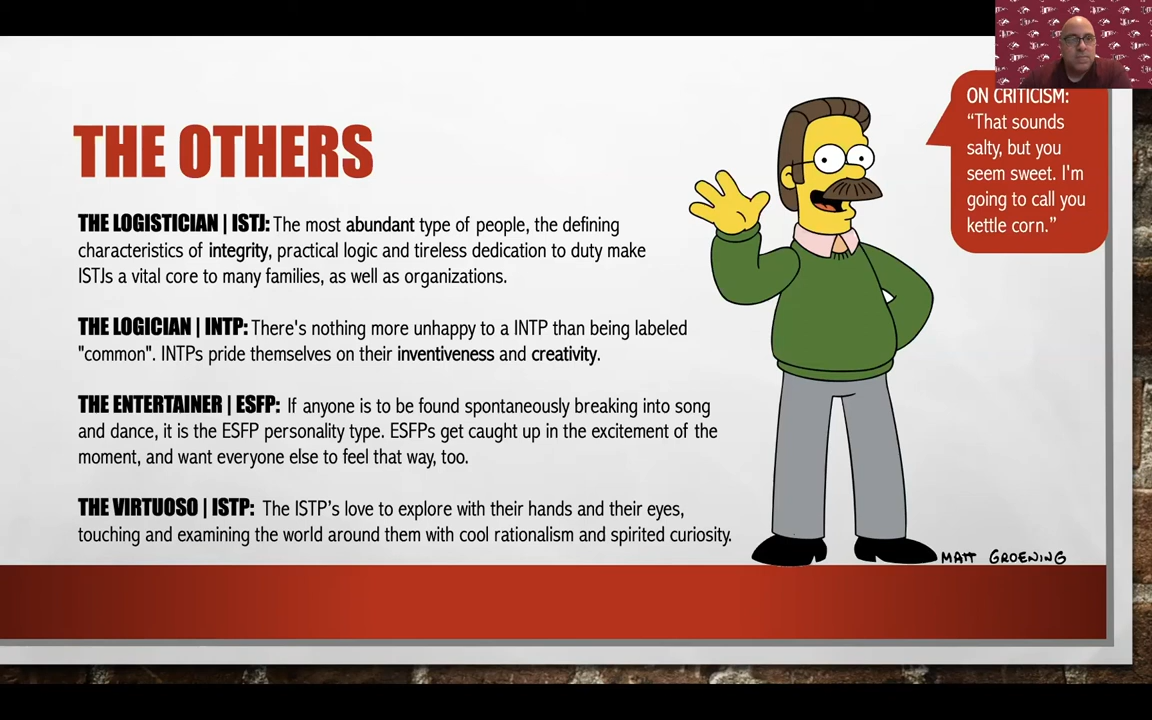 THE OTHERS
THE LOGISTICIAN | ISTJ: The most abundant type of people, the defining
characteristics of integrity, practical logic and tireless dedication to duty make
ISTJs a vital core to many families, as well as organizations.
THE LOGICIAN | INTP: There's nothing more unhappy to a INTP than being labeled
"common". INTPs pride themselves on their inventiveness and creativity.
THE ENTERTAINER | ESFP: If anyone is to be found spontaneously breaking into song
and dance, it is the ESFP personality type. ESFPs get caught up in the excitement of the
moment, and want everyone else to feel that way, too.
THE VIRTUOSO | ISTP: The ISTP’s love to explore with their hands and their eyes,
touching and examining the world around them with cool rationalism and spirited curiosity.
ON CRITICISM:
“That sounds
salty, but you
seem sweet. I'm
going to call you
kettle corn.”
MATT GROENING